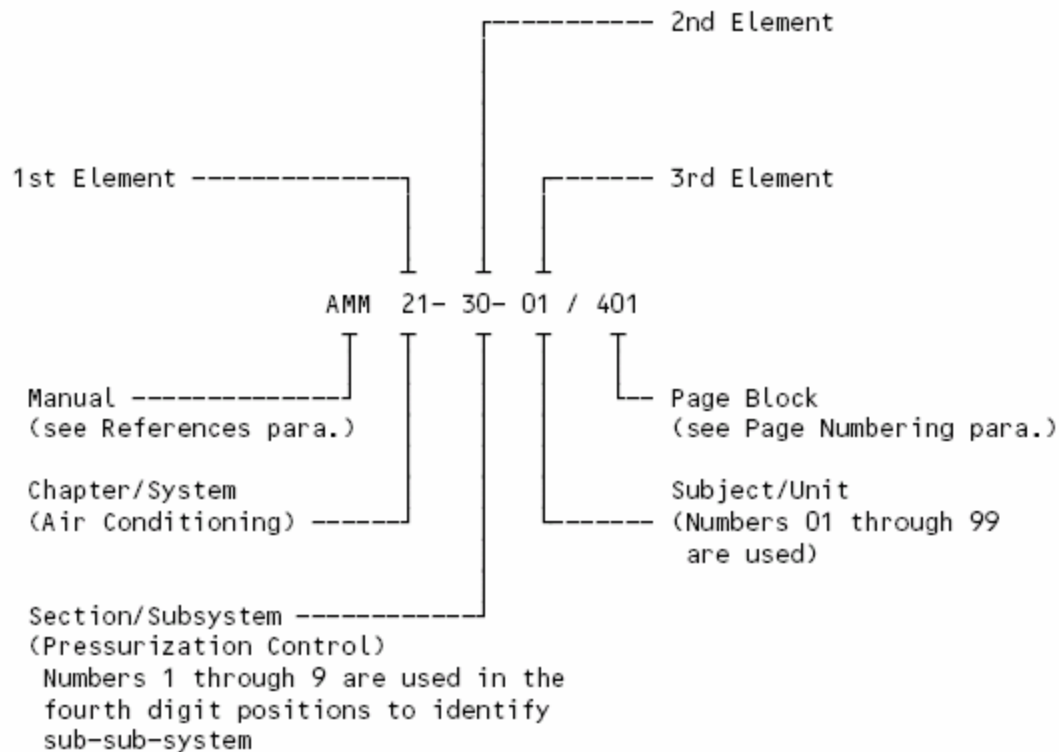 2nd Element
1st Element
3rd Element
AMM 21- 30- 01 / 401
Manual
(see References para.)
Page Block
(see Page Numbering para.)
Chapter/System
(Air Conditioning)
Subject/Unit
(Numbers 01 through 99
are used)
Section/Subsystem
(Pressurization Control)
Numbers 1 through 9 are used in the
fourth digit positions to identify
sub-sub-system